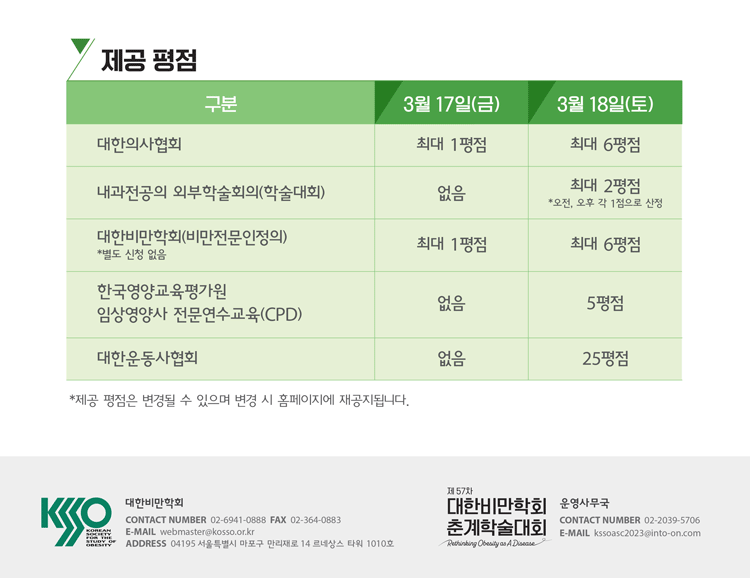 제공 평점
구분 3월 17일(금) 3월 18일(토)
대한의사협회 최대 1평점 최대 6평점
내과전공의 외부학술회의(학술대회) 없음 최대 2평점
*오전, 오후 각 1점으로 산정
대한비만학회(비만전문인정의) 최대 1평점 최대 6평점
*별도 신청 없음
한국영양교육평가원
임상영양사 전문연수교육(CPD) 없음 5평점
대한운동사협회 없음 25평점
*제공 평점은 변경될 수 있으며 변경 시 홈페이지에 재공지됩니다.
KSSO
KOREAN
SOCIETY
FOR THE
STUDY OF
OBESITY
대한비만학회
CONTACT NUMBER 02-6941-0888 FAX 02-364-0883
E-MAIL webmaster@kosso.or.kr
ADDRESS 04195 서울특별시 마포구 만리재로 14 르네상스 타워 1010호
제 57차
대한비만학회
춘계학술대회
Rethinking Obesity as A Disease
운영사무국
CONTACT NUMBER 02-2039-5706
E-MAIL kssoasc2023@into-on.com